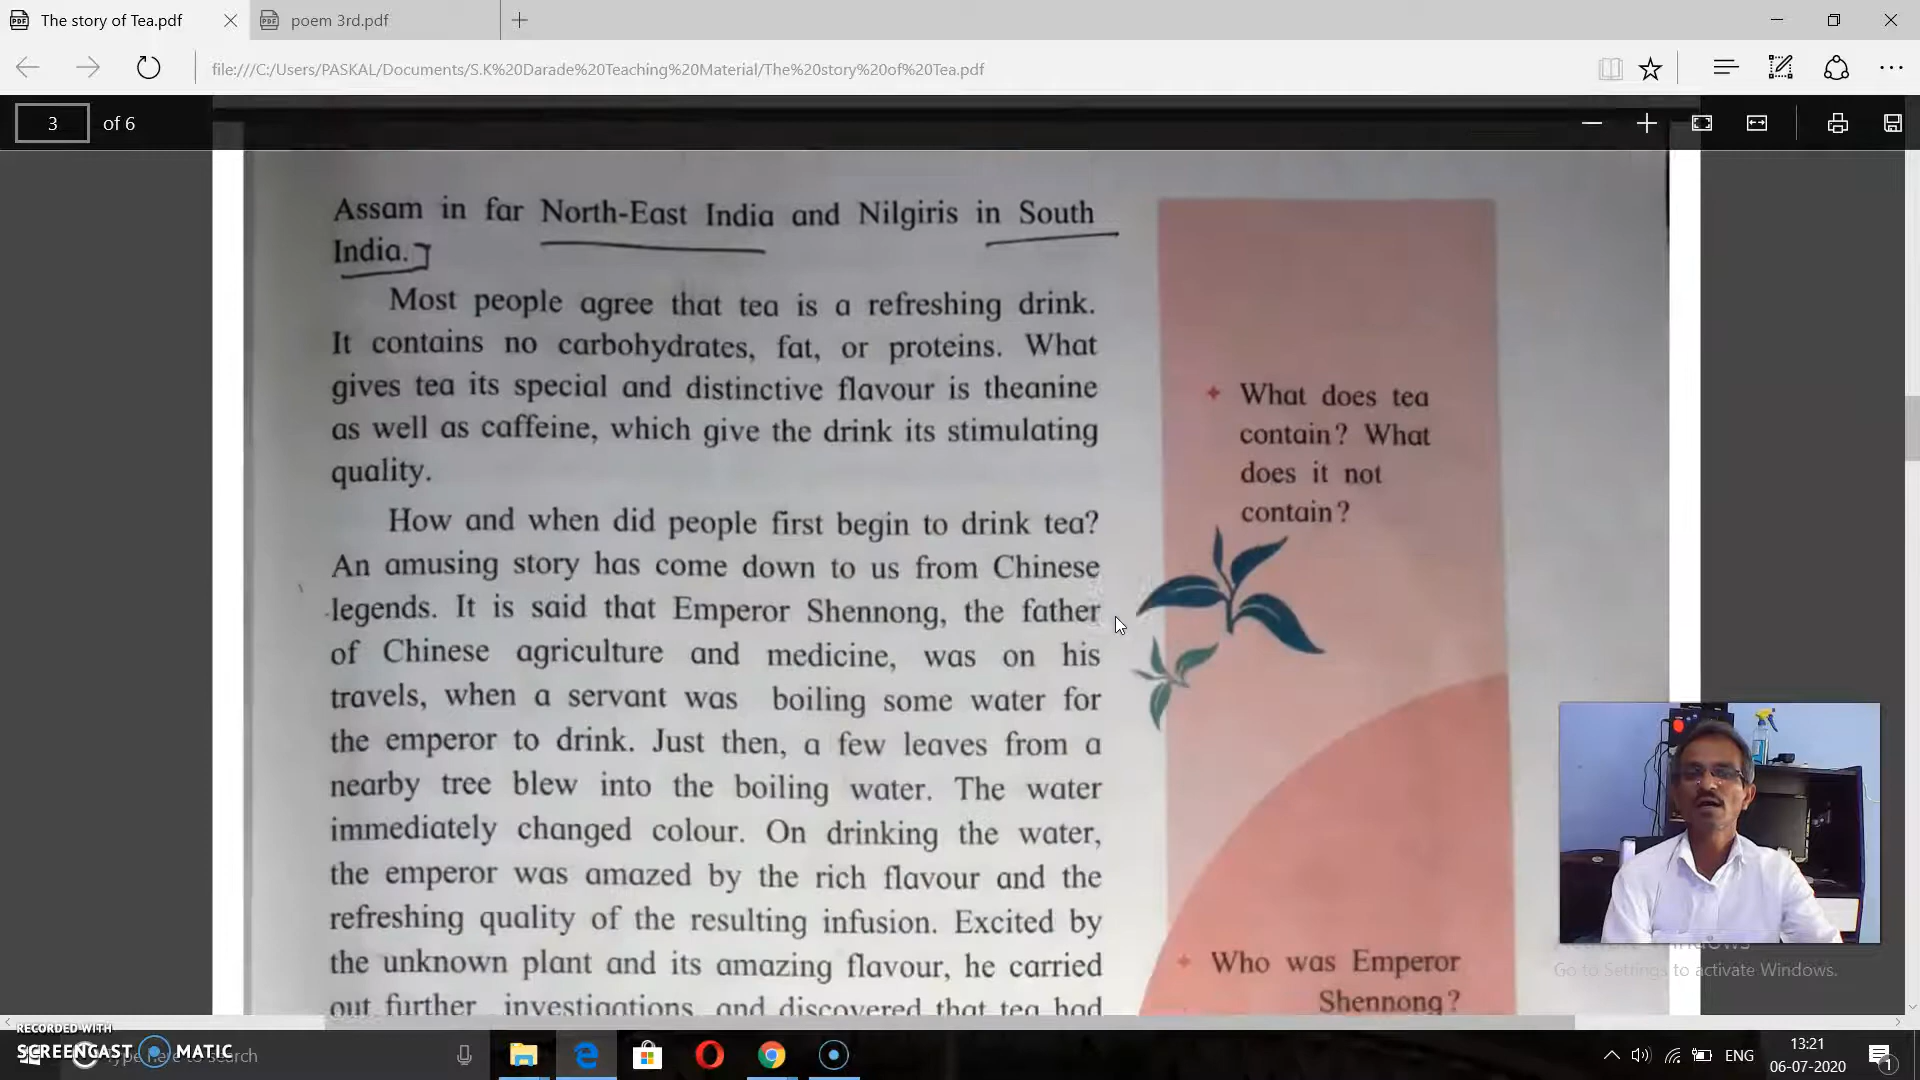 The story of Tea.pdf
poem 3rd.pdf
file:///C:/Users/PASKAL/Documents/S.K%20Darade%20Teaching%20Material/The%20story%20of%20Tea.pdf
3 of 6
Assam in far North-East India and Nilgiris in South
India.
Most people agree that tea is a refreshing drink.
It contains no carbohydrates, fat, or proteins. What
gives tea its special and distinctive flavour is theanine
as well as caffeine, which give the drink its stimulating
quality.
How and when did people first begin to drink tea?
An amusing story has come down to us from Chinese
legends. It is said that Emperor Shennong, the father
of Chinese agriculture and medicine, was on his
travels, when a servant was boiling some water for
the emperor to drink. Just then, a few leaves from a
nearby tree blew into the boiling water. The water
immediately changed colour. On drinking the water,
the emperor was amazed by the rich flavour and the
refreshing quality of the resulting infusion. Excited by
the unknown plant and its amazing flavour, he carried
out further investigations and discovered that tea had
What does tea
contain? What
does it not
contain?
Who was Emperor
Shennong?
Go to Settings to activate Windows.
RECORDED WITH
SCREENCAST MATIC
Type here to search
ENG
13:21
06-07-2020
1